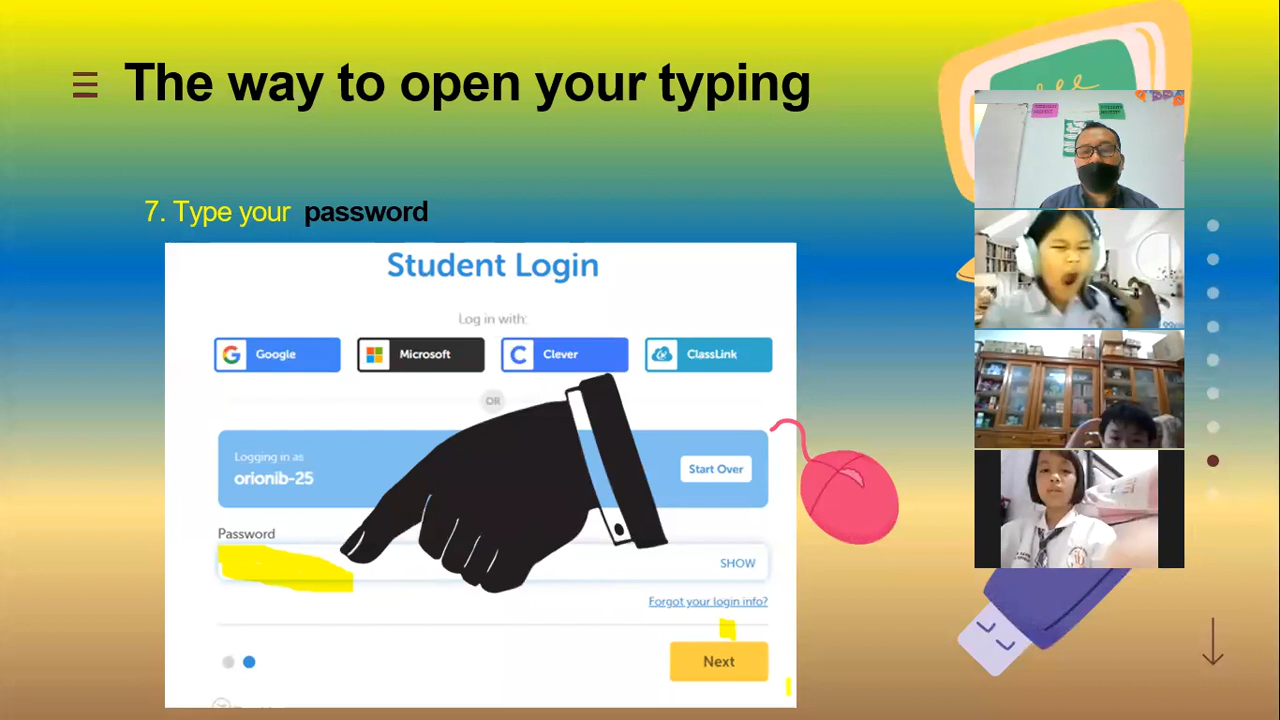 The way to open your typing
7. Type your password
Student Login
Log in with:
Google Microsoft Clever ClassLink
OR
Logging in as
orionib-25
Start Over
Password
SHOW
Forgot your login info?
Next